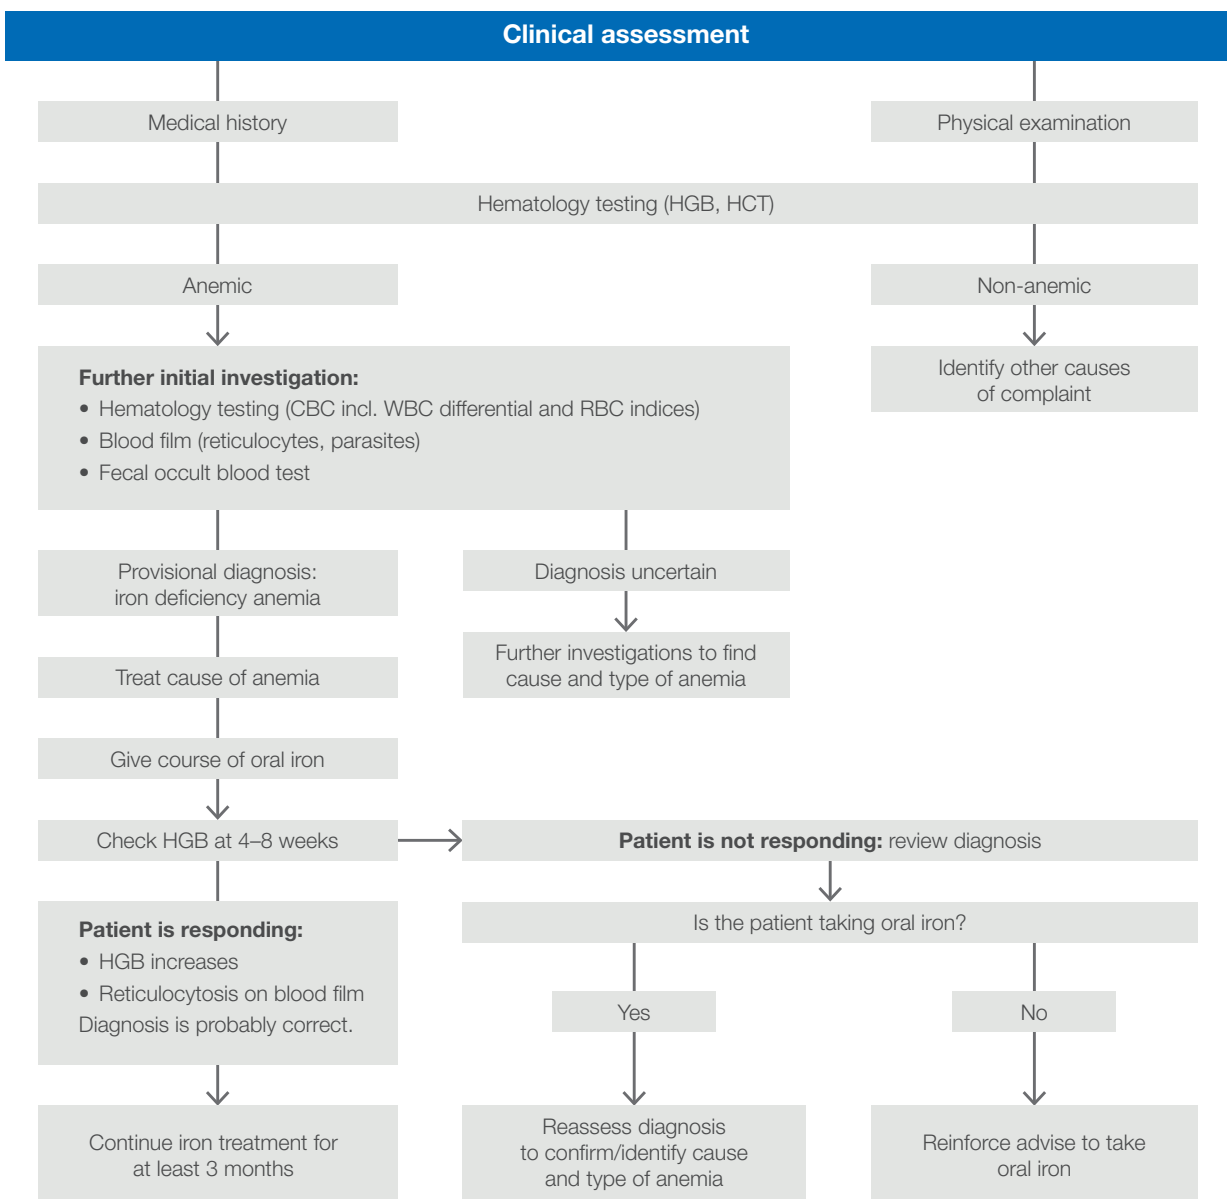 Clinical assessment
Medical history
Physical examination
Hematology testing (HGB, HCT)
Anemic
Non-anemic
Further initial investigation:
• Hematology testing (CBC incl. WBC differential and RBC indices)
• Blood film (reticulocytes, parasites)
• Fecal occult blood test
Identify other causes
of complaint
Provisional diagnosis:
iron deficiency anemia
Diagnosis uncertain
Treat cause of anemia
Further investigations to find
cause and type of anemia
Give course of oral iron
Check HGB at 4–8 weeks
Patient is not responding: review diagnosis
Patient is responding:
• HGB increases
• Reticulocytosis on blood film
Diagnosis is probably correct.
Is the patient taking oral iron?
Yes
No
Continue iron treatment for
at least 3 months
Reassess diagnosis
to confirm/identify cause
and type of anemia
Reinforce advise to take
oral iron